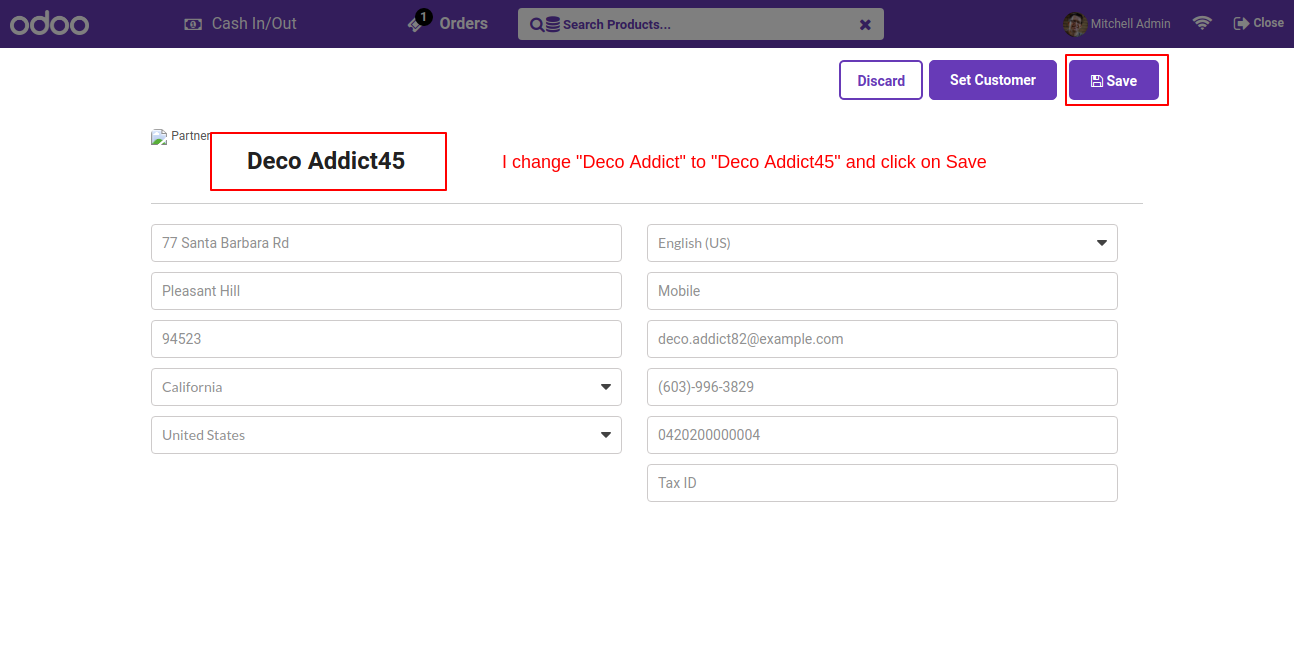 odoo
Cash In/Out
1
Orders
Search Products...
Mitchell Admin
Close
Discard
Set Customer
Save
Partner
Deco Addict45
I change "Deco Addict" to "Deco Addict45" and click on Save
77 Santa Barbara Rd
English (US)
Pleasant Hill
Mobile
94523
deco.addict82@example.com
California
(603)-996-3829
United States
0420200000004
Tax ID